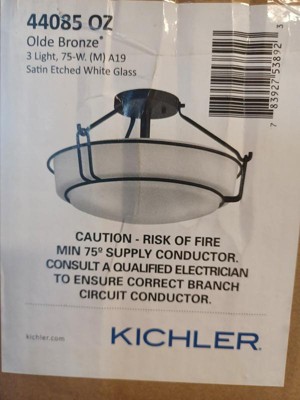 44085 OZ
Olde Bronze*
3 Light, 75-W. (M) A19
Satin Etched White Glass
7 83927 53892 3
CAUTION - RISK OF FIRE
MIN 75º SUPPLY CONDUCTOR.
CONSULT A QUALIFIED ELECTRICIAN
TO ENSURE CORRECT BRANCH
CIRCUIT CONDUCTOR.
kichler.com
KICHLER®